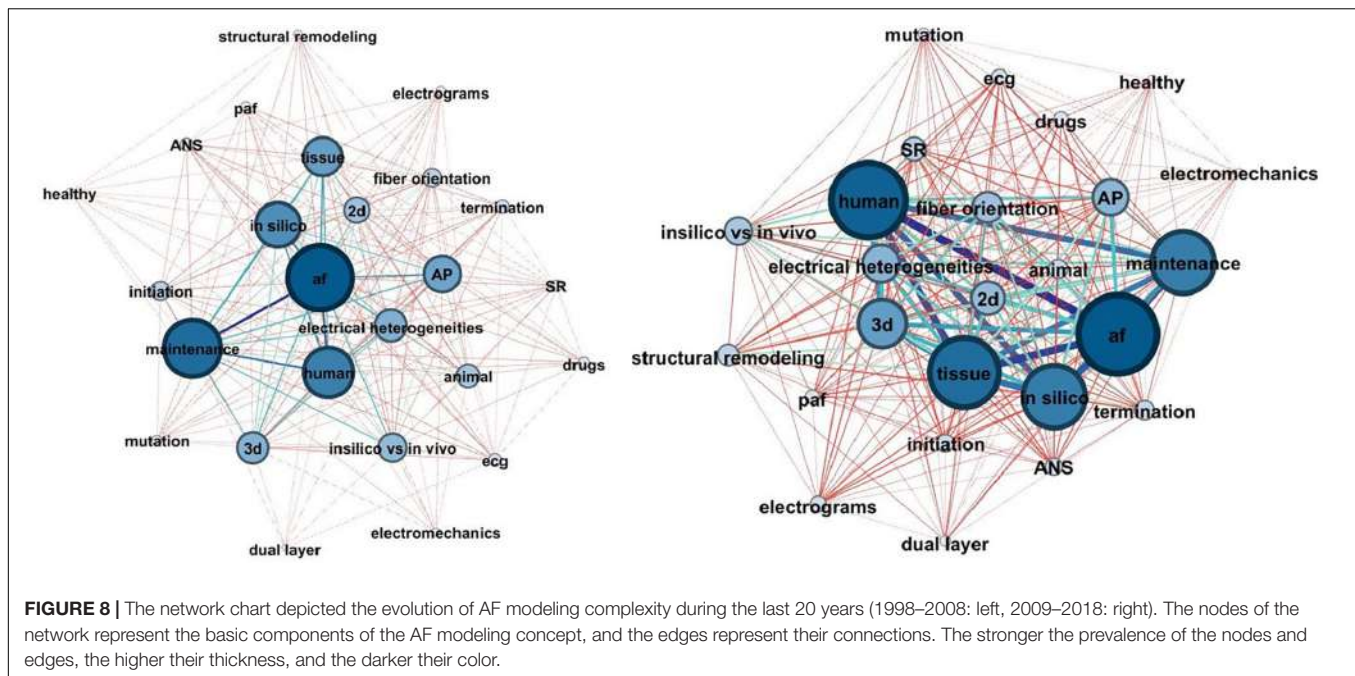 structural remodeling
electrograms
paf
ANS
tissue
fiber orientation
healthy
2d
termination
in silico
af
AP
initiation
SR
electrical heterogeneities
maintenance
human
animal
drugs
mutation
3d
insilico vs in vivo
ecg
electromechanics
dual layer
mutation
ecg
healthy
drugs
SR
electromechanics
human
fiber orientation
AP
insilico vs in vivo
electrical heterogeneities
animal
maintenance
2d
3d
af
structural remodeling
tissue
in silico
paf
termination
initiation
ANS
electrograms
dual layer
FIGURE 8 | The network chart depicted the evolution of AF modeling complexity during the last 20 years (1998–2008: left, 2009–2018: right). The nodes of the
network represent the basic components of the AF modeling concept, and the edges represent their connections. The stronger the prevalence of the nodes and
edges, the higher their thickness, and the darker their color.